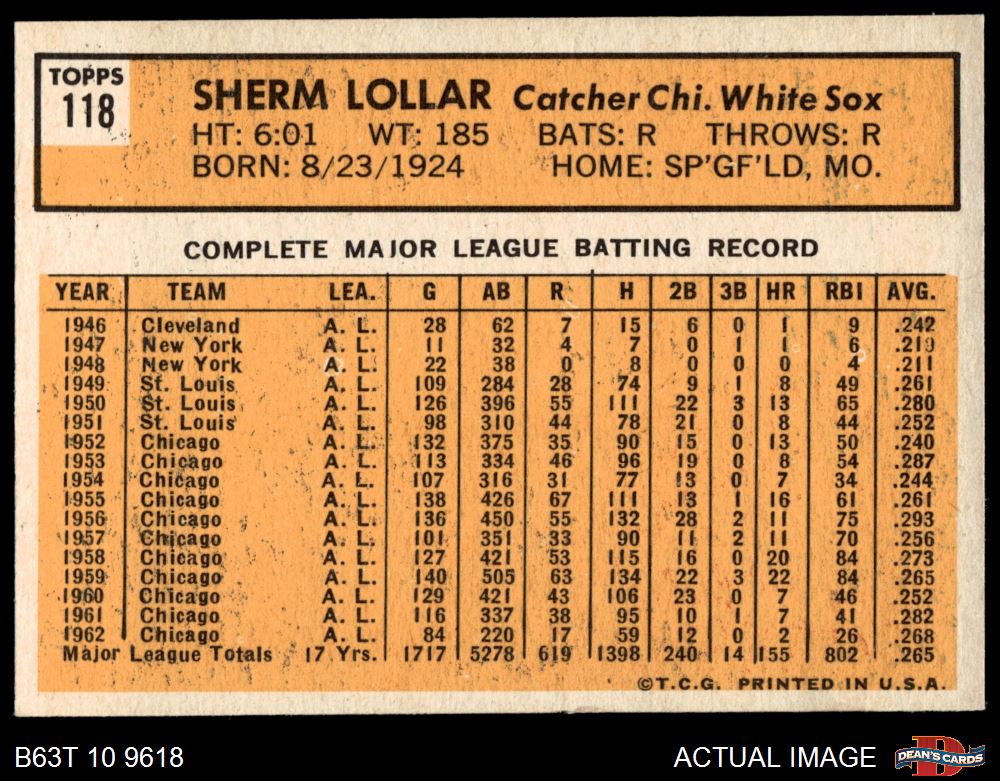 TOPPS
118
SHERM LOLLAR Catcher Chi. White Sox
HT: 6:01 WT: 185 BATS: R THROWS: R
BORN: 8/23/1924 HOME: SP'GF'LD, MO.
COMPLETE MAJOR LEAGUE BATTING RECORD
YEAR TEAM LEA. G AB R H 2B 3B HR RBI AVG.
1946 Cleveland A. L. 28 62 7 15 6 0 1 9 .242
1947 New York A. L. 11 32 4 7 0 1 1 6 .219
1948 New York A. L. 22 38 0 8 0 0 0 4 .211
1949 St. Louis A. L. 109 284 28 74 9 1 8 49 .261
1950 St. Louis A. L. 126 396 55 111 22 3 13 65 .280
1951 St. Louis A. L. 98 310 44 78 21 0 8 44 .252
1952 Chicago A. L. 132 375 35 90 15 0 13 50 .240
1953 Chicago A. L. 113 334 46 96 19 0 8 54 .287
1954 Chicago A. L. 107 316 31 77 13 0 7 34 .244
1955 Chicago A. L. 138 426 67 111 13 1 16 61 .261
1956 Chicago A. L. 136 450 55 132 28 2 11 75 .293
1957 Chicago A. L. 101 351 33 90 11 2 11 70 .256
1958 Chicago A. L. 127 421 53 115 16 0 20 84 .273
1959 Chicago A. L. 140 505 63 134 22 3 22 84 .265
1960 Chicago A. L. 129 421 43 106 23 0 7 46 .252
1961 Chicago A. L. 116 337 38 95 10 1 7 41 .282
1962 Chicago A. L. 84 220 17 59 12 0 2 26 .268
Major League Totals 17 Yrs. 1717 5278 619 1398 240 14 155 802 .265
©T.C.G. PRINTED IN U.S.A.
B63T 10 9618 ACTUAL IMAGE DEAN'S CARDS